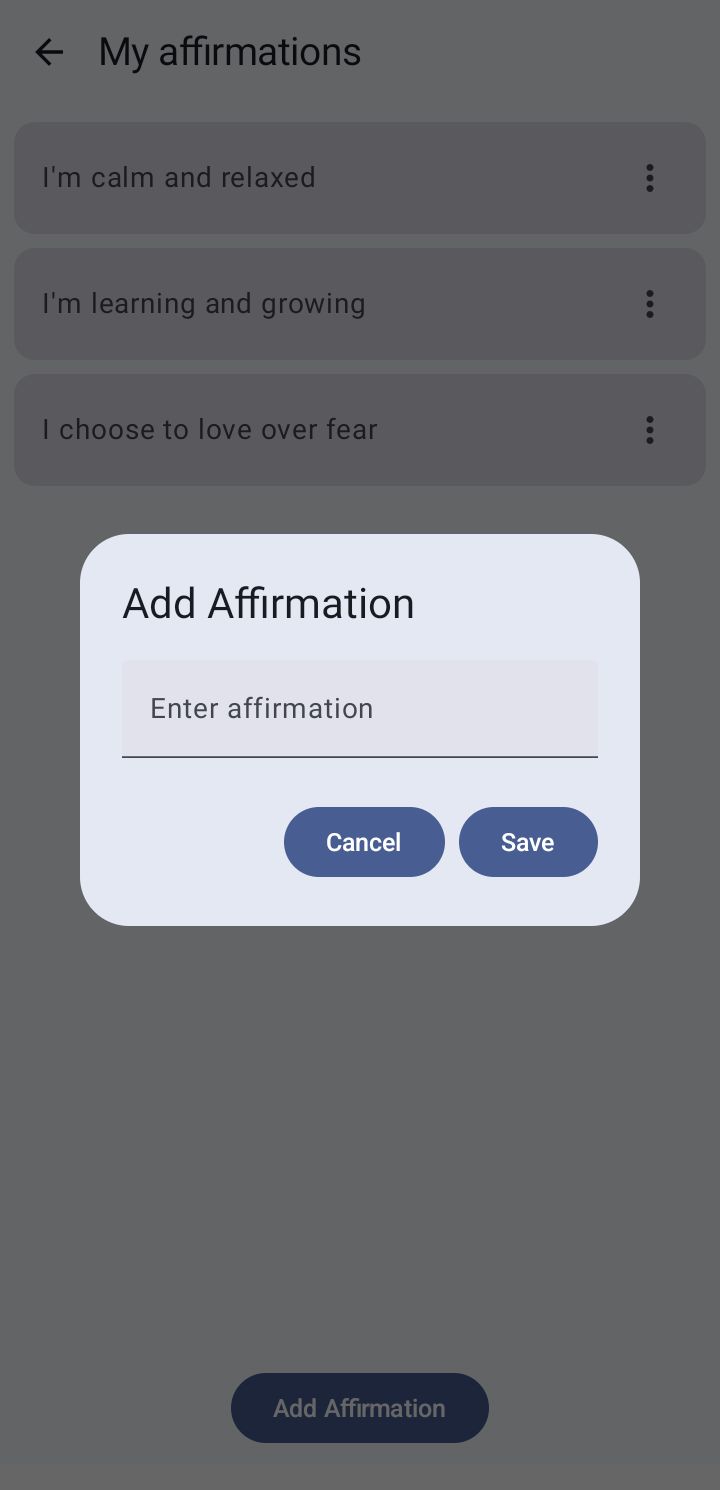 My affirmations
I'm calm and relaxed
I'm learning and growing
I choose to love over fear
Add Affirmation
Enter affirmation
Cancel Save
Add Affirmation